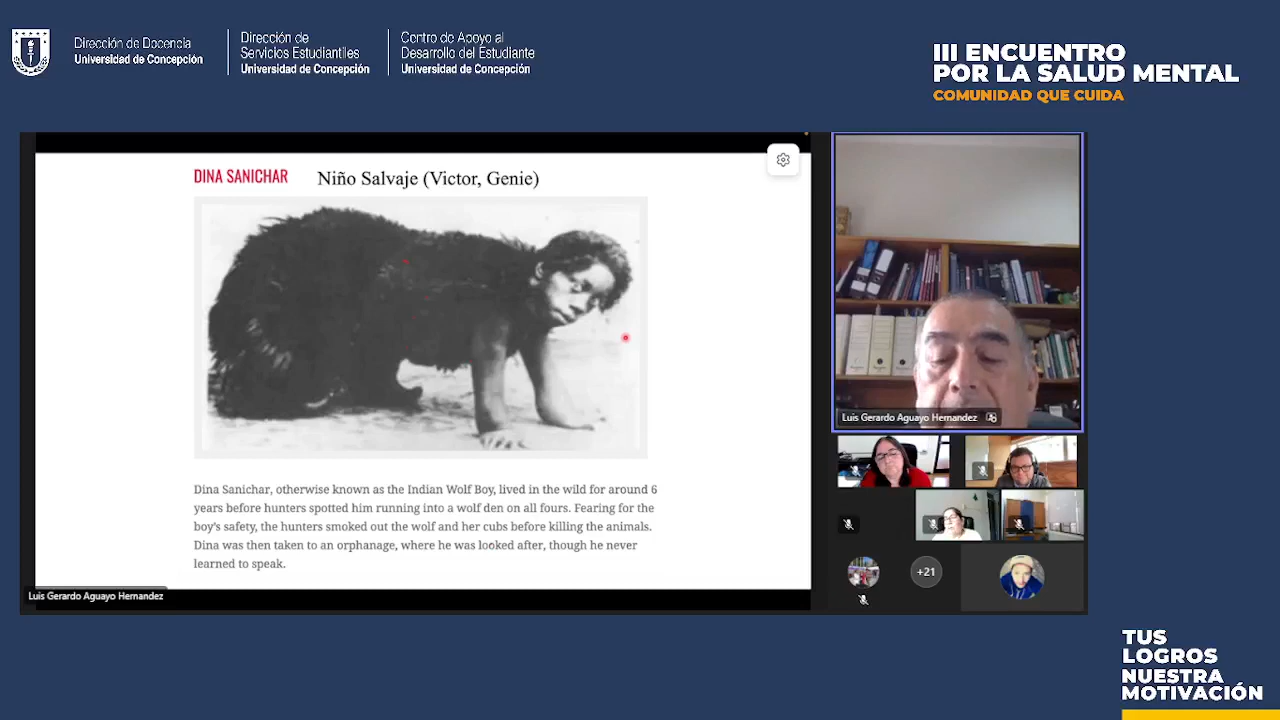 Dirección de Docencia
Universidad de Concepción
Dirección de
Servicios Estudiantiles
Universidad de Concepción
Centro de Apoyo al
Desarrollo del Estudiante
Universidad de Concepción
III ENCUENTRO
POR LA SALUD MENTAL
COMUNIDAD QUE CUIDA
DINA SANICHAR
Niño Salvaje (Victor, Genie)
Dina Sanichar, otherwise known as the Indian Wolf Boy, lived in the wild for around 6
years before hunters spotted him running into a wolf den on all fours. Fearing for the
boy's safety, the hunters smoked out the wolf and her cubs before killing the animals.
Dina was then taken to an orphanage, where he was looked after, though he never
learned to speak.
Luis Gerardo Aguayo Hernandez
Luis Gerardo Aguayo Hernandez
+21
TUS
LOGROS
NUESTRA
MOTIVACIÓN